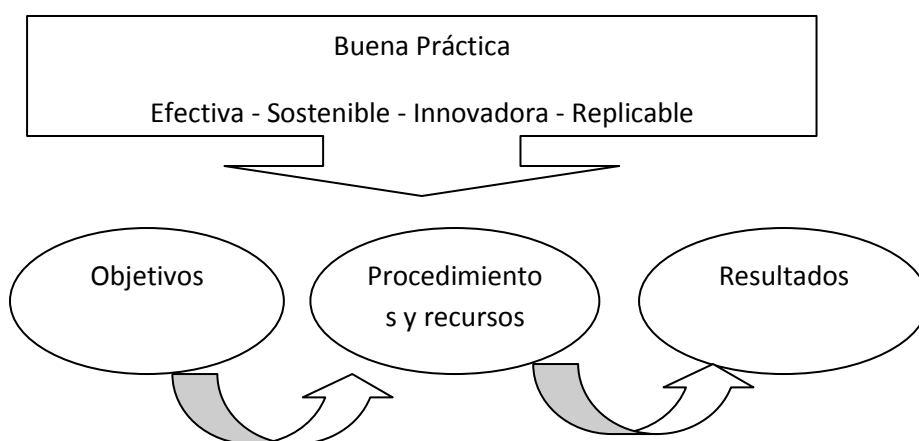 Buena Práctica
Efectiva - Sostenible - Innovadora - Replicable
Objetivos
Procedimiento
s y recursos
Resultados